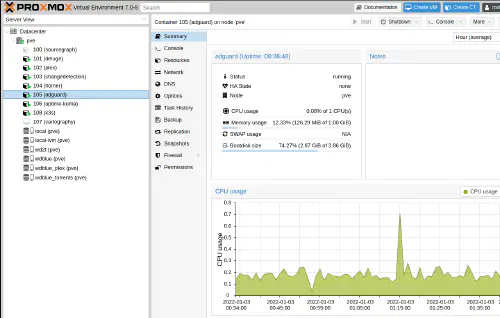 PROXMOX Virtual Environment 7.0-8 Search Documentation Create VM Create CT
Server View
Container 105 (adguard) on node 'pve' Start Shutdown Console More
Datacenter
pve
100 (sourcegraph)
101 (deluge)
102 (plex)
103 (changedetection)
104 (homer)
105 (adguard)
106 (uptime-kuma)
108 (k3s)
107 (cartography)
local (pve)
local-lvm (pve)
wd2t (pve)
wdblue (pve)
wdblue_plex (pve)
wdblue_torrents (pve)
Summary
Console
Resources
Network
DNS
Options
Task History
Backup
Replication
Snapshots
Firewall
Permissions
Hour (average)
adguard (Uptime: 08:36:48)
Status running
HA State none
Node pve
CPU usage 0.08% of 1 CPU(s)
Memory usage 12.33% (126.29 MiB of 1.00 GiB)
SWAP usage N/A
Bootdisk size 74.27% (2.87 GiB of 3.86 GiB)
Notes
CPU usage
CPU usage
CPU usage
0.8
0.7
0.6
0.5
0.4
0.3
0.2
0.1
0
2022-01-03 2022-01-03 2022-01-03 2022-01-03 2022-01-03 2022-01-03 2022-01-03
00:34:00 00:45:00 00:55:00 01:05:00 01:15:00 01:25:00 01:35:00